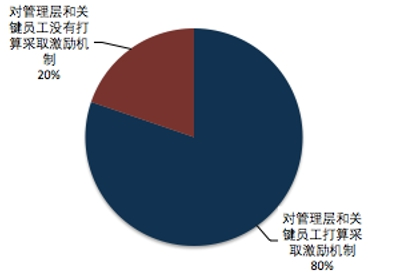 对管理层和关
键员工没有打
算采取激励机
制
20%
对管理层和关
键员工打算采
取激励机制
80%